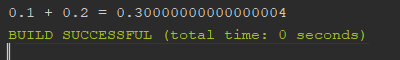 0.1 + 0.2 = 0.30000000000000004
BUILD SUCCESSFUL (total time: 0 seconds)